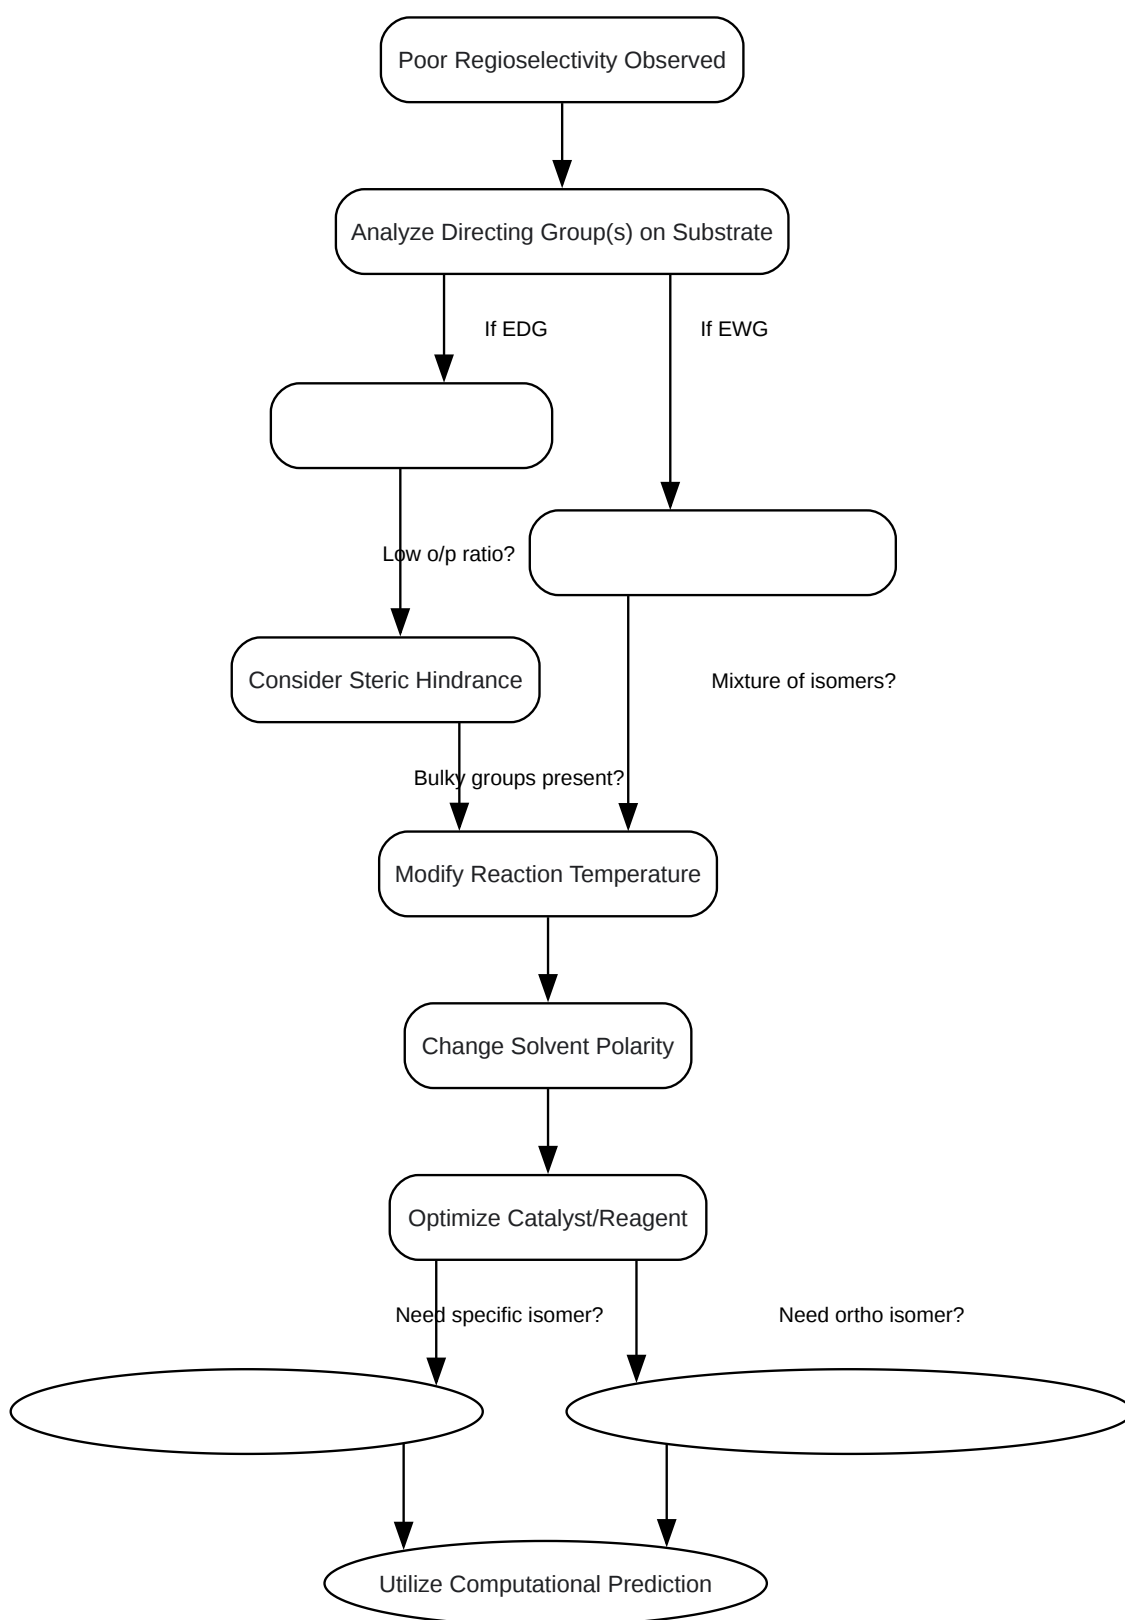 Poor Regioselectivity Observed
Analyze Directing Group(s) on Substrate
If EDG
If EWG
Low o/p ratio?
Consider Steric Hindrance
Mixture of isomers?
Bulky groups present?
Modify Reaction Temperature
Change Solvent Polarity
Optimize Catalyst/Reagent
Need specific isomer?
Need ortho isomer?
Utilize Computational Prediction